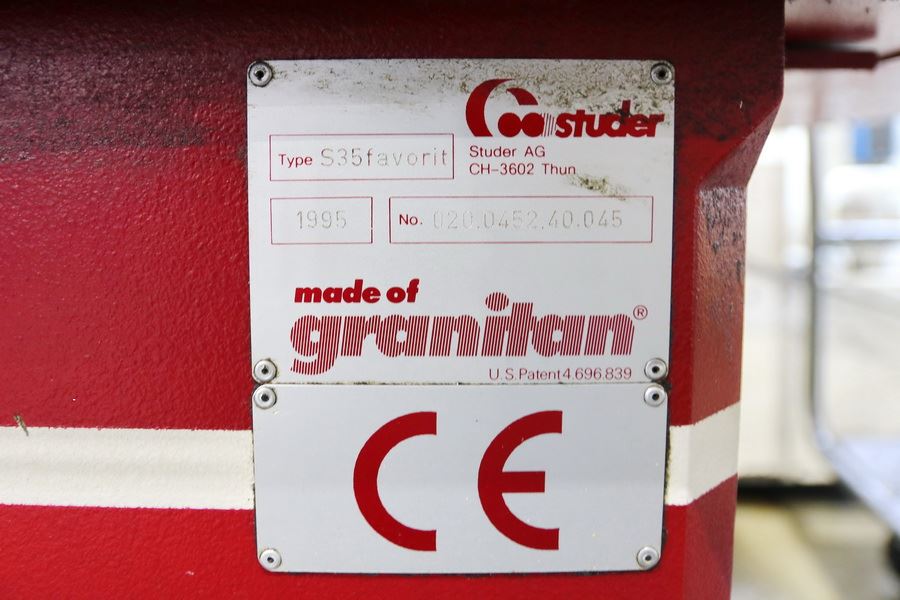 studer
Studer AG
CH-3602 Thun
Type S35favorit
1995 No. 020.0452.40.045
made of
granitan®
U.S. Patent 4.696.839
CE